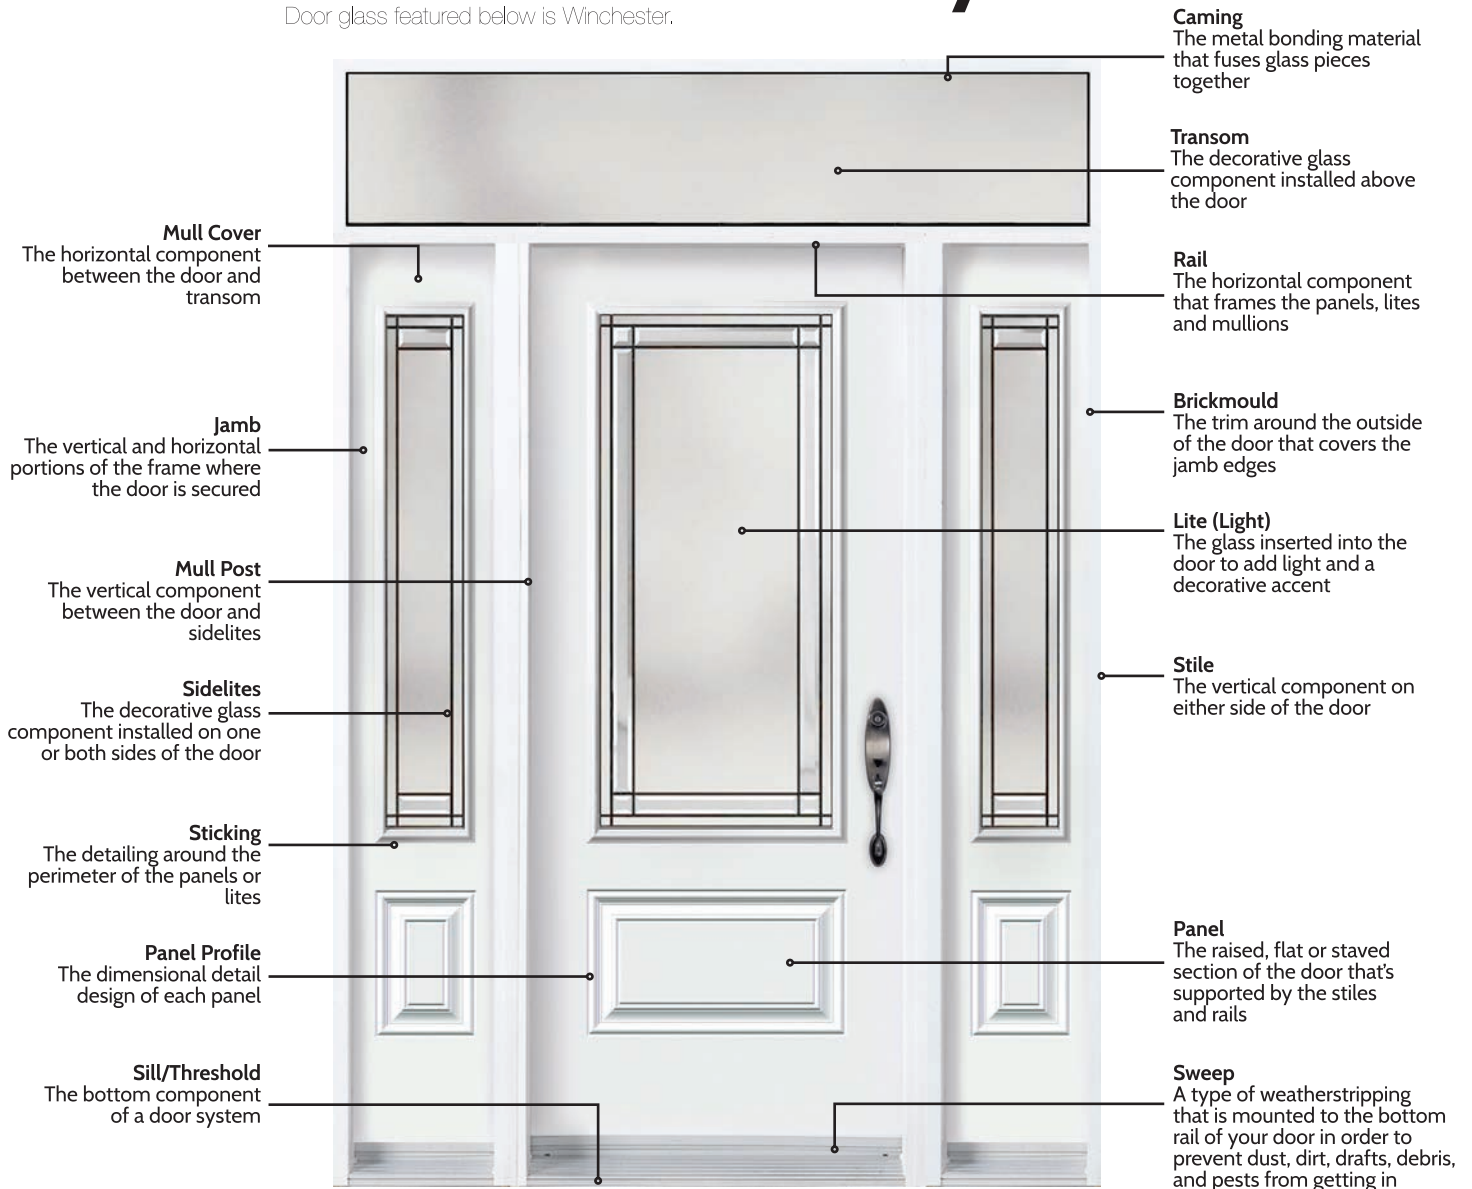 Door glass featured below is Winchester.
Caming
The metal bonding material
that fuses glass pieces
together
Transom
The decorative glass
component installed above
the door
Mull Cover
The horizontal component
between the door and
transom
Rail
The horizontal component
that frames the panels, lites
and mullions
Jamb
The vertical and horizontal
portions of the frame where
the door is secured
Brickmould
The trim around the outside
of the door that covers the
jamb edges
Mull Post
The vertical component
between the door and
sidelites
Lite (Light)
The glass inserted into the
door to add light and a
decorative accent
Sidelites
The decorative glass
component installed on one
or both sides of the door
Stile
The vertical component on
either side of the door
Sticking
The detailing around the
perimeter of the panels or
lites
Panel Profile
The dimensional detail
design of each panel
Panel
The raised, flat or staved
section of the door that's
supported by the stiles
and rails
Sill/Threshold
The bottom component
of a door system
Sweep
A type of weatherstripping
that is mounted to the bottom
rail of your door in order to
prevent dust, dirt, drafts, debris,
and pests from getting in